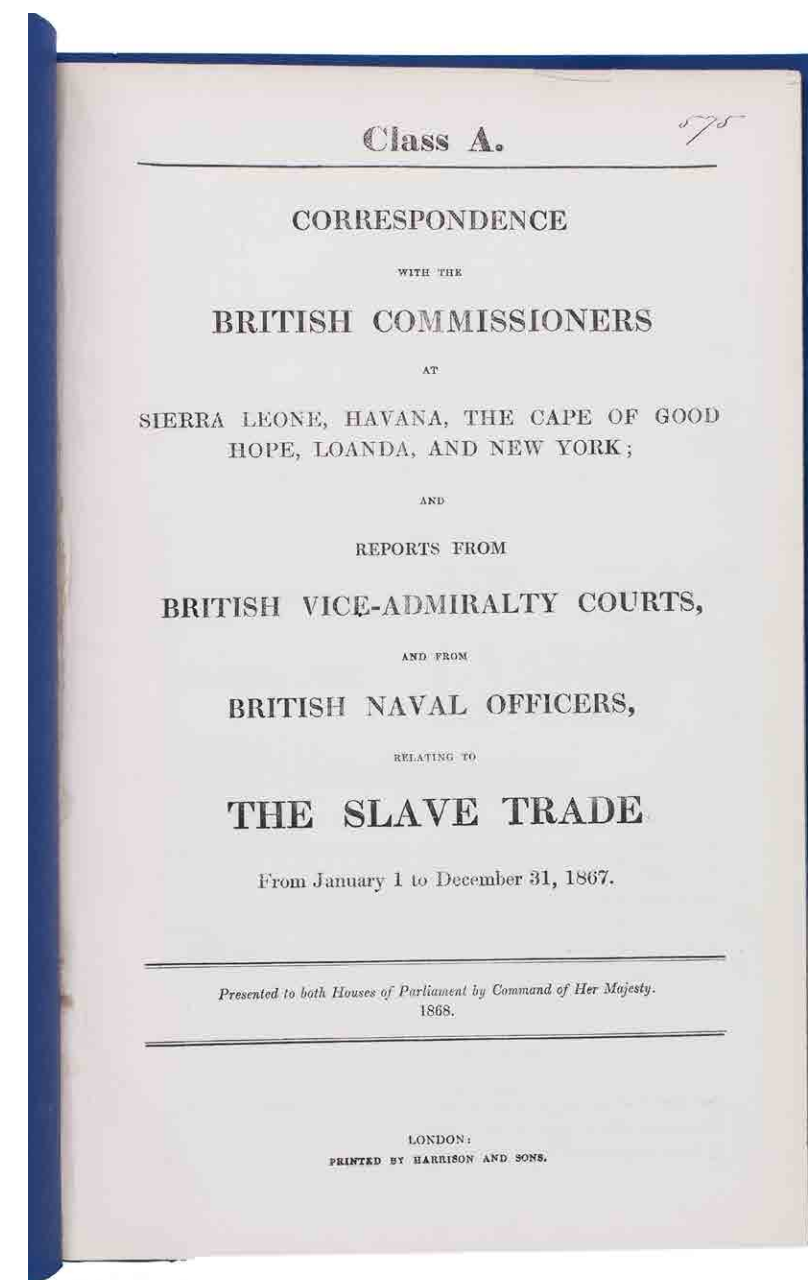 575
Class A.
CORRESPONDENCE
WITH THE
BRITISH COMMISSIONERS
AT
SIERRA LEONE, HAVANA, THE CAPE OF GOOD
HOPE, LOANDA, AND NEW YORK;
AND
REPORTS FROM
BRITISH VICE-ADMIRALTY COURTS,
AND FROM
BRITISH NAVAL OFFICERS,
RELATING TO
THE SLAVE TRADE
From January 1 to December 31, 1867.
Presented to both Houses of Parliament by Command of Her Majesty.
1868.
LONDON:
PRINTED BY HARRISON AND SONS.